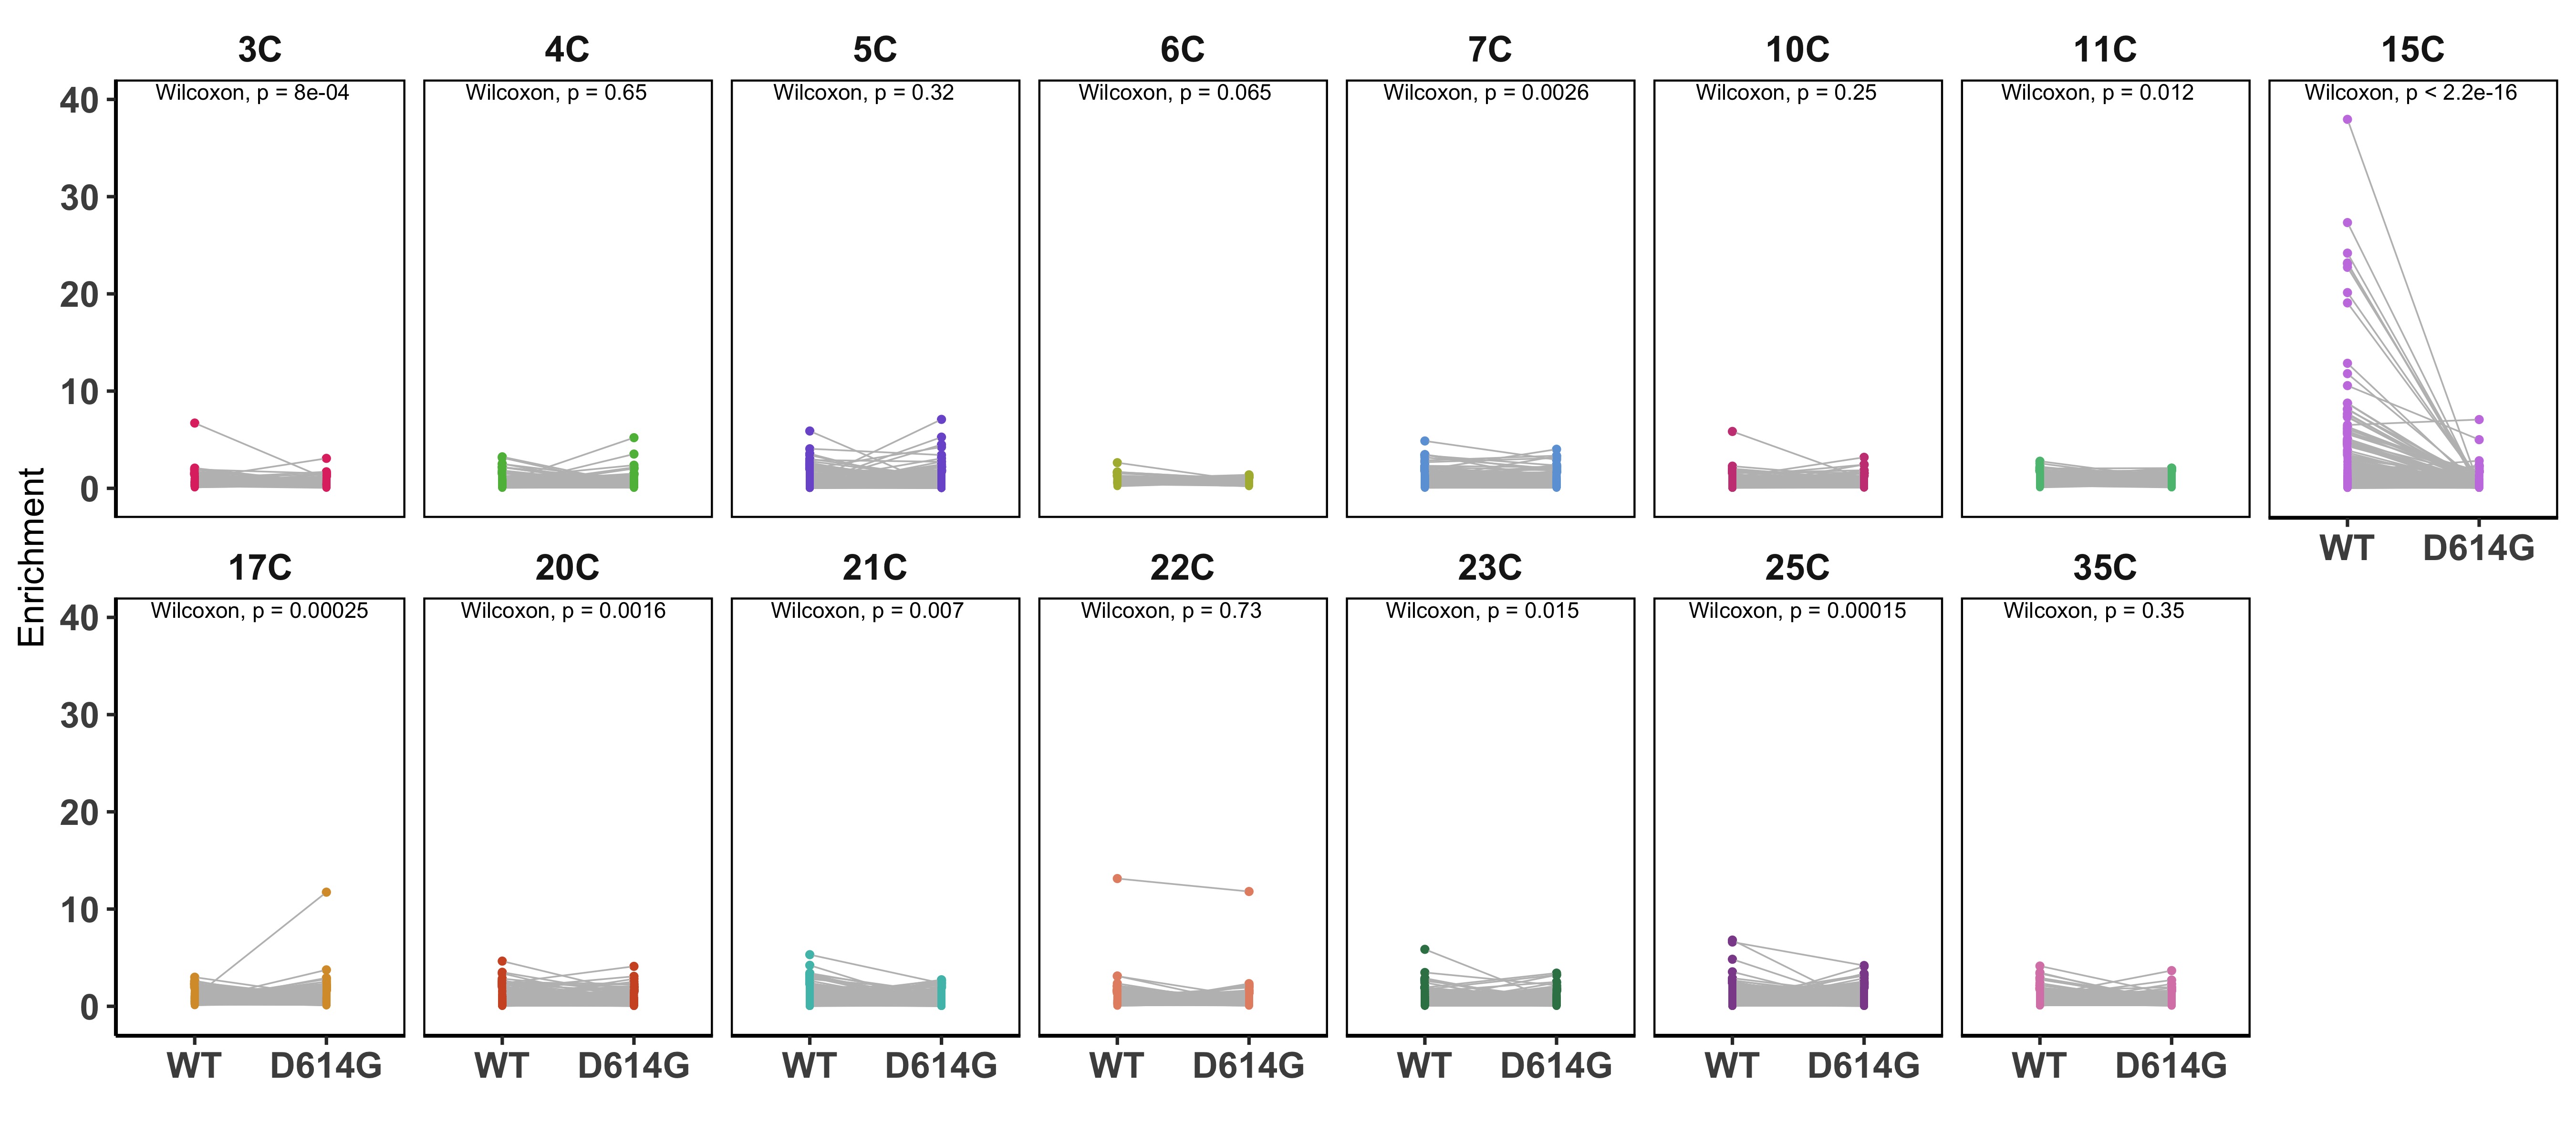 3C 4C 5C 6C 7C 10C 11C 15C
Wilcoxon, p = 8e-04 Wilcoxon, p = 0.65 Wilcoxon, p = 0.32 Wilcoxon, p = 0.065 Wilcoxon, p = 0.0026 Wilcoxon, p = 0.25 Wilcoxon, p = 0.012 Wilcoxon, p < 2.2e-16
40
30
20
10
0
WT D614G
Enrichment
17C 20C 21C 22C 23C 25C 35C
Wilcoxon, p = 0.00025 Wilcoxon, p = 0.0016 Wilcoxon, p = 0.007 Wilcoxon, p = 0.73 Wilcoxon, p = 0.015 Wilcoxon, p = 0.00015 Wilcoxon, p = 0.35
40
30
20
10
0
WT D614G WT D614G WT D614G WT D614G WT D614G WT D614G WT D614G